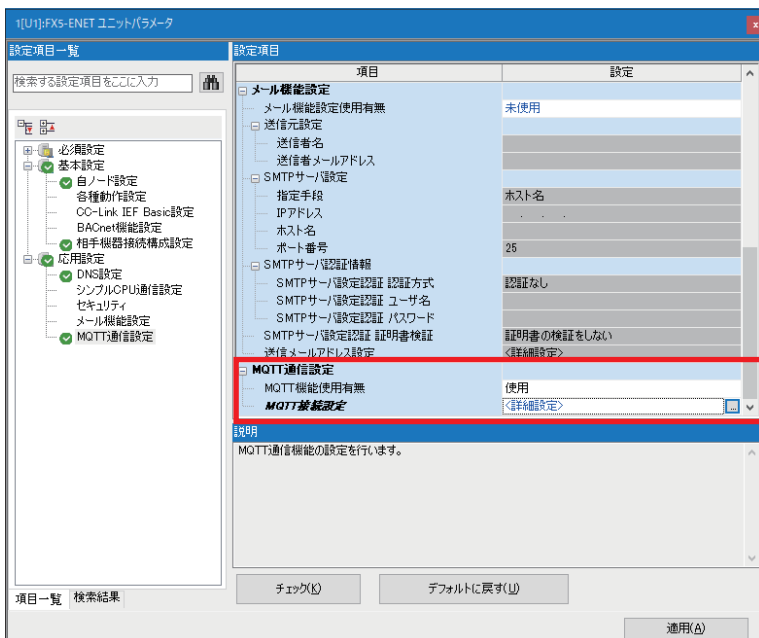 1[U1]:FX5-ENET ユニットパラメータ
設定項目一覧
検索する設定項目をここに入力
必須設定
基本設定
自ノード設定
各種動作設定
CC-Link IEF Basic設定
BACnet機能設定
相手機器接続構成設定
応用設定
DNS設定
シンプルCPU通信設定
セキュリティ
メール機能設定
MQTT通信設定
項目一覧 検索結果
設定項目
項目 設定
メール機能設定
メール機能設定使用有無 未使用
送信元設定
送信者名
送信者メールアドレス
SMTPサーバ設定
指定手段 ホスト名
IPアドレス . . .
ホスト名
ポート番号 25
SMTPサーバ認証情報
SMTPサーバ設定認証 認証方式 認証なし
SMTPサーバ設定認証 ユーザ名
SMTPサーバ設定認証 パスワード
SMTPサーバ設定認証 証明書検証 証明書の検証をしない
送信メールアドレス設定 <詳細設定>
MQTT通信設定
MQTT機能使用有無 使用
MQTT接続設定 <詳細設定> ...
説明
MQTT通信機能の設定を行います。
チェック(K) デフォルトに戻す(U)
適用(A)